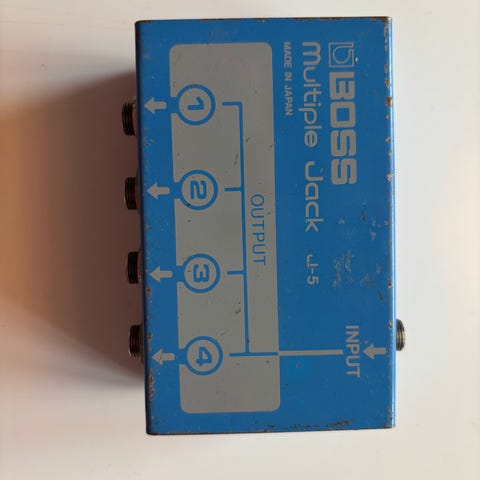 BOSS
multiple Jack J-5
MADE IN JAPAN
INPUT
OUTPUT
1
2
3
4